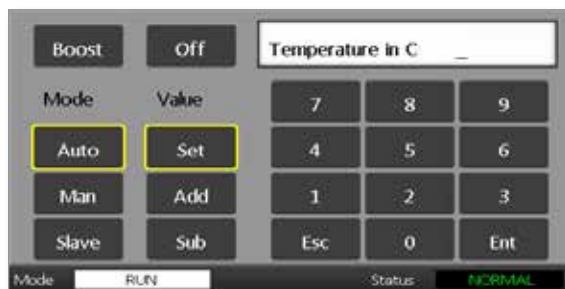 Boost Off Temperature in C _
Mode Value 7 8 9
Auto Set 4 5 6
Man Add 1 2 3
Slave Sub Esc 0 Ent
Mode RUN Status NORMAL